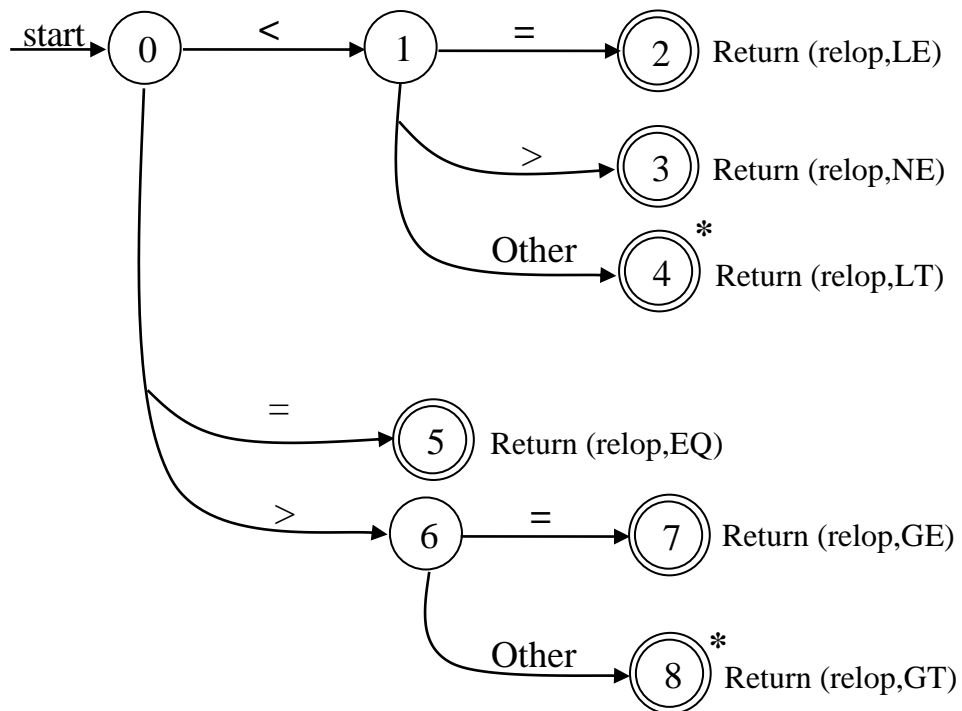 start 0 < 1 = 2 Return (relop,LE)
> 3 Return (relop,NE)
Other 4 * Return (relop,LT)
= 5 Return (relop,EQ)
> 6 = 7 Return (relop,GE)
Other 8 * Return (relop,GT)